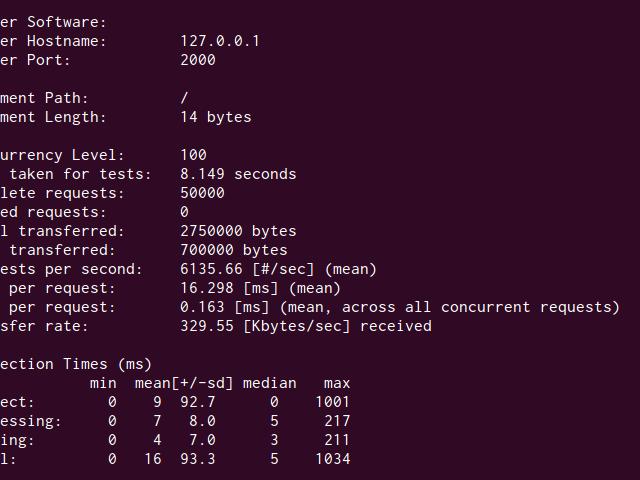 er Software:
er Hostname: 127.0.0.1
er Port: 2000
ment Path: /
ment Length: 14 bytes
urrency Level: 100
taken for tests: 8.149 seconds
lete requests: 50000
ed requests: 0
l transferred: 2750000 bytes
transferred: 700000 bytes
ests per second: 6135.66 [#/sec] (mean)
per request: 16.298 [ms] (mean)
per request: 0.163 [ms] (mean, across all concurrent requests)
sfer rate: 329.55 [Kbytes/sec] received
ection Times (ms)
min mean[+/-sd] median max
ect: 0 9 92.7 0 1001
essing: 0 7 8.0 5 217
ing: 0 4 7.0 3 211
l: 0 16 93.3 5 1034